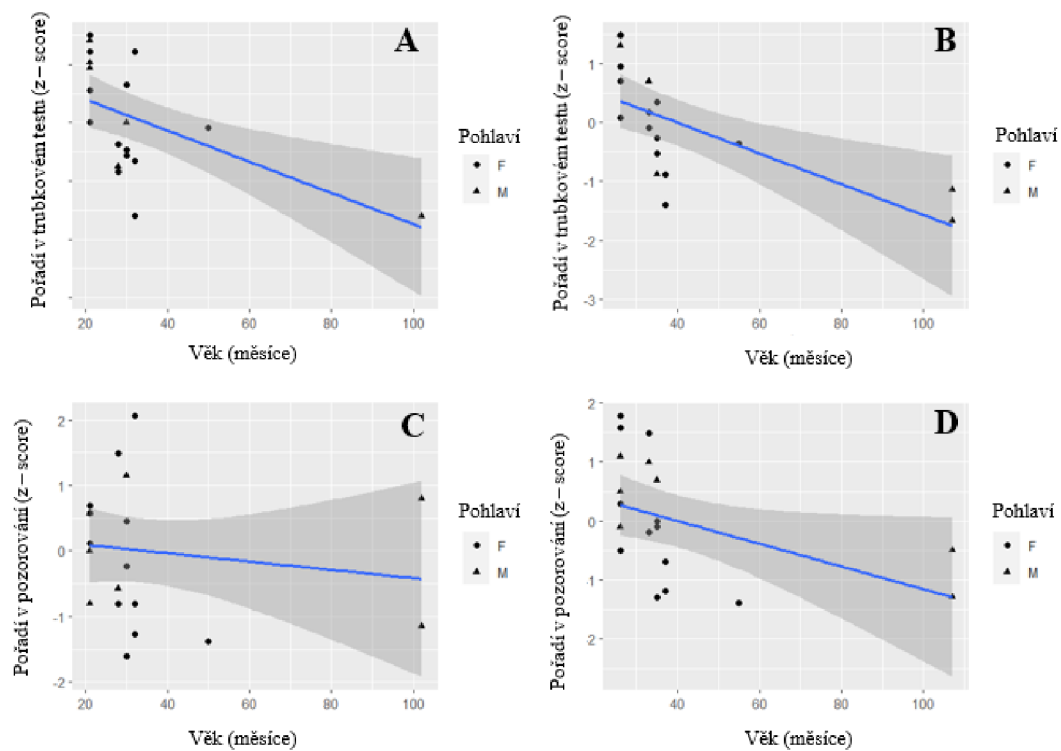 A
Pořadí v trubkovém testu (z – score)
20
40
60
80
100
Věk (měsíce)
Pohlaví
F
M
B
Pořadí v trubkovém testu (z – score)
1
0
-1
-2
-3
40
60
80
100
Věk (měsíce)
Pohlaví
F
M
C
Pořadí v pozorování (z – score)
2
1
0
-1
-2
20
40
60
80
100
Věk (měsíce)
Pohlaví
F
M
D
Pořadí v pozorování (z – score)
2
1
0
-1
-2
40
60
80
100
Věk (měsíce)
Pohlaví
F
M